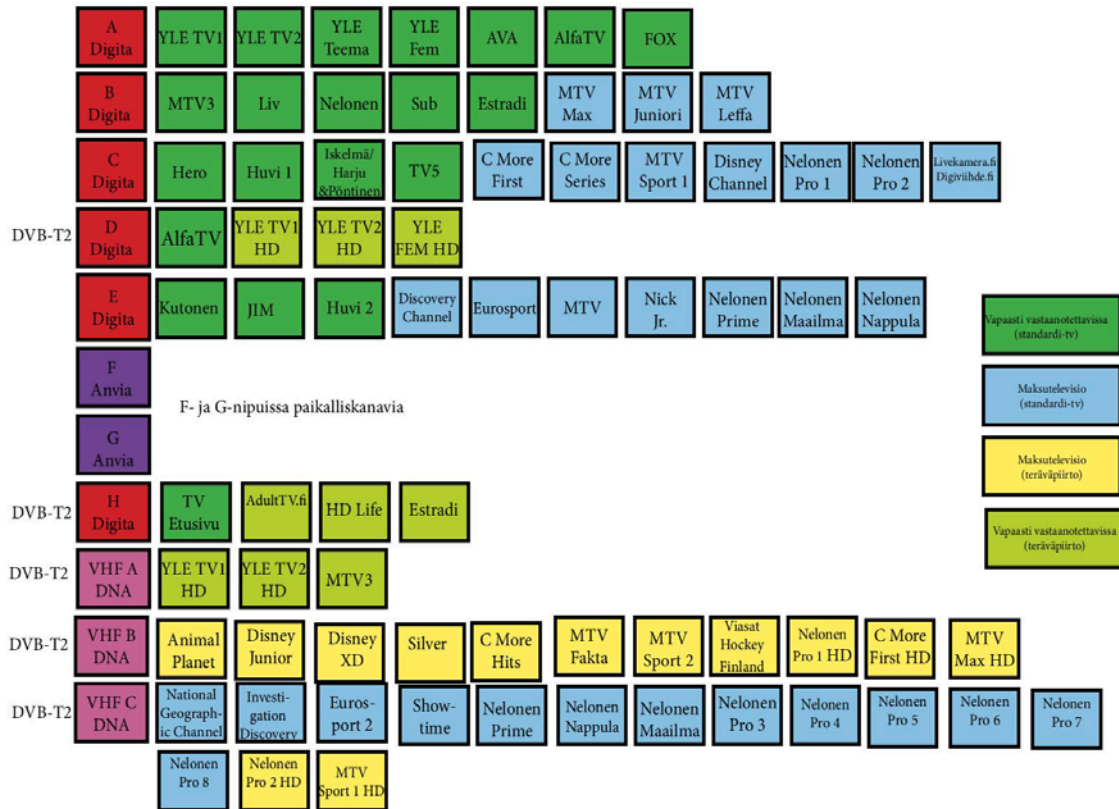 A
Digita
YLE TV1
YLE TV2
YLE
Teema
YLE
Fem
AVA
AlfaTV
FOX
B
Digita
MTV3
Liv
Nelonen
Sub
Estradi
MTV
Max
MTV
Juniori
MTV
Leffa
C
Digita
Hero
Huvi 1
Iskelmä/
Harju
&Pöntinen
TV5
C More
First
C More
Series
MTV
Sport 1
Disney
Channel
Nelonen
Pro 1
Nelonen
Pro 2
Livekamera.fi
Digiviihde.fi
DVB-T2
D
Digita
AlfaTV
YLE TV1
HD
YLE TV2
HD
YLE
FEM HD
E
Digita
Kutonen
JIM
Huvi 2
Discovery
Channel
Eurosport
MTV
Nick
Jr.
Nelonen
Prime
Nelonen
Maailma
Nelonen
Nappula
Vapaasti vastaanotettavissa
(standardi-tv)
F
Anvia
F- ja G-nipuissa paikalliskanavia
Maksutelevisio
(standardi-tv)
G
Anvia
Maksutelevisio
(teräväpiirto)
DVB-T2
H
Digita
TV
Etusivu
AdultTV.fi
HD Life
Estradi
Vapaasti vastaanotettavissa
(teräväpiirto)
DVB-T2
VHF A
DNA
YLE TV1
HD
YLE TV2
HD
MTV3
DVB-T2
VHF B
DNA
Animal
Planet
Disney
Junior
Disney
XD
Silver
C More
Hits
MTV
Fakta
MTV
Sport 2
Viasat
Hockey
Finland
Nelonen
Pro 1 HD
C More
First HD
MTV
Max HD
DVB-T2
VHF C
DNA
National
Geograph-
ic Channel
Investi-
gation
Discovery
Euros-
port 2
Show-
time
Nelonen
Prime
Nelonen
Nappula
Nelonen
Maailma
Nelonen
Pro 3
Nelonen
Pro 4
Nelonen
Pro 5
Nelonen
Pro 6
Nelonen
Pro 7
Nelonen
Pro 8
Nelonen
Pro 2 HD
MTV
Sport 1 HD